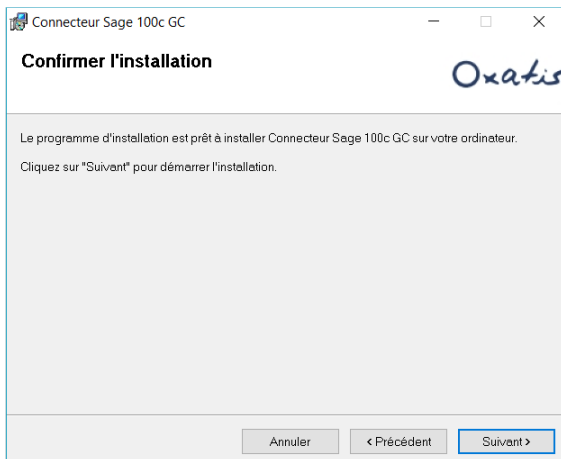 Connecteur Sage 100c GC
Confirmer l'installation
Oxatis
Le programme d'installation est prêt à installer Connecteur Sage 100c GC sur votre ordinateur.
Cliquez sur "Suivant" pour démarrer l'installation.
Annuler
< Précédent
Suivant >